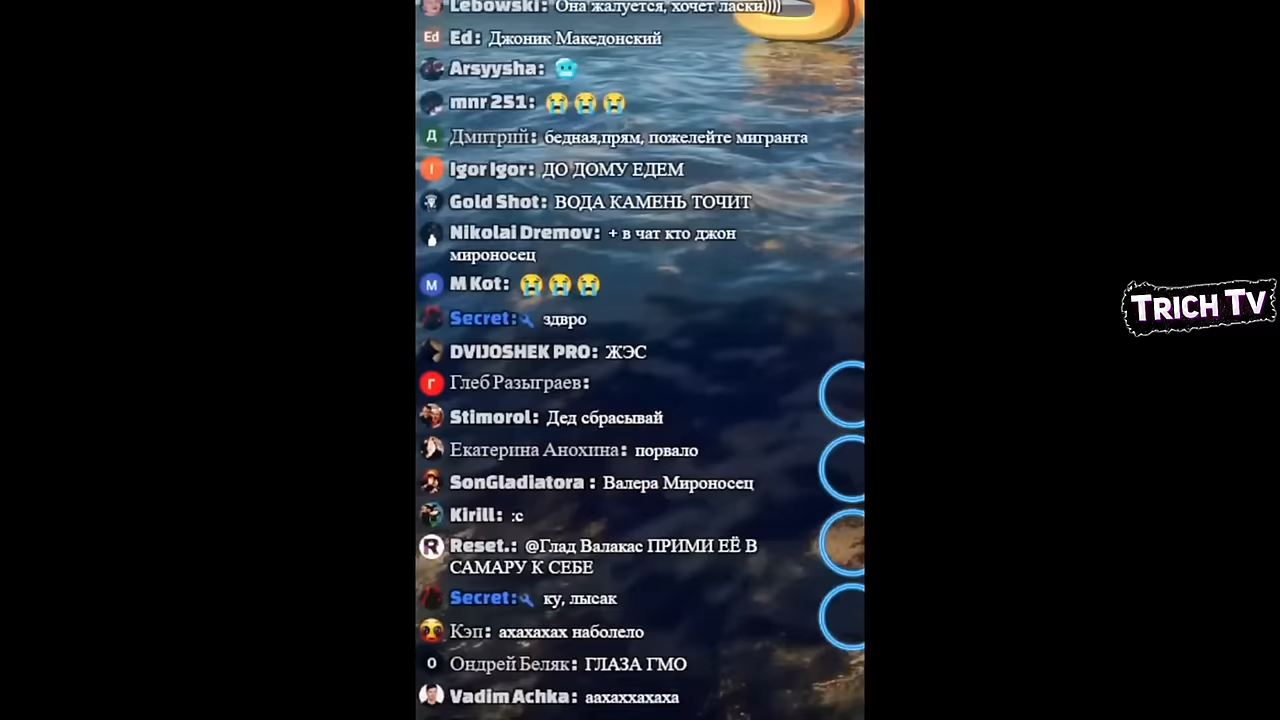 Lebowski: Она жалуется, хочет ласки))))
Ed Ed: Джоник Македонский
Arsyysha: 🥶
mnr 251: 😭😭😭
Д Дмитрий: бедная,прям, пожелейте мигранта
I Igor Igor: ДО ДОМУ ЕДЕМ
Gold Shot: ВОДА КАМЕНЬ ТОЧИТ
Nikolai Dremov: + в чат кто джон
мироносец
M M Kot: 😭😭😭
Secret:🔧 здвро
DVIJOSHEK PRO: ЖЭС
Г Глеб Разыграев:
Stimorol: Дед сбрасывай
Екатерина Анохина: порвало
SonGladiatora : Валера Мироносец
Kirill: :с
R Reset.: @Глад Валакас ПРИМИ ЕЁ В
САМАРУ К СЕБЕ
Secret:🔧 ку, лысак
Кэп: ахахахах наболело
О Ондрей Беляк: ГЛАЗА ГМО
Vadim Achka: аахаххахаха
Trich Tv